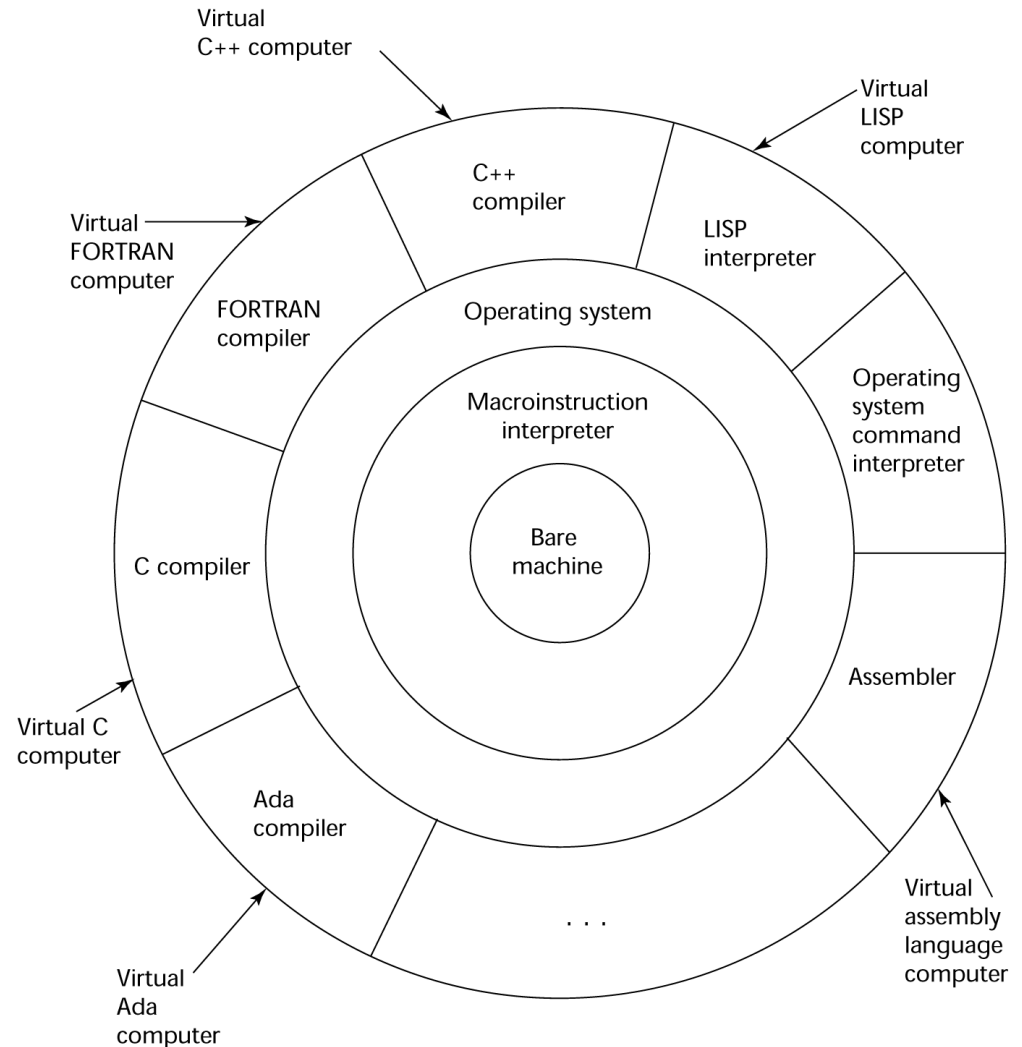 Virtual
C++ computer
Virtual
LISP
computer
C++
compiler
Virtual
FORTRAN
computer
LISP
interpreter
FORTRAN
compiler
Operating system
Operating
system
command
interpreter
Macroinstruction
interpreter
Bare
machine
C compiler
Assembler
Virtual C
computer
Ada
compiler
Virtual
assembly
language
computer
. . .
Virtual
Ada
computer